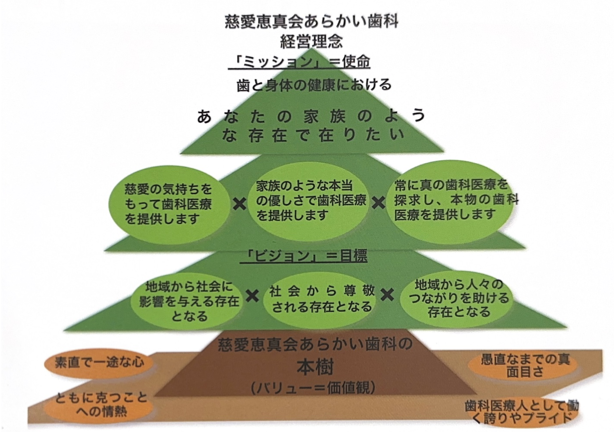 慈愛恵真会あらかい歯科
経営理念
「ミッション」＝使命
歯と身体の健康における
あなたの家族のよう
な存在で在りたい
慈愛の気持ちを
もって歯科医療
を提供します
×
家族のような本当
の優しさで歯科医療
を提供します
×
常に真の歯科医療を
探求し、本物の歯科
医療を提供します
「ビジョン」＝目標
地域から社会に
影響を与える存在
となる
×
社会から尊敬
される存在となる
×
地域から人々の
つながりを助ける
存在となる
慈愛恵真会あらかい歯科の
本樹
（バリュー＝価値観）
素直で一途な心
ともに克つこと
への情熱
愚直なまでの真
面目さ
歯科医療人として働
く誇りやプライド